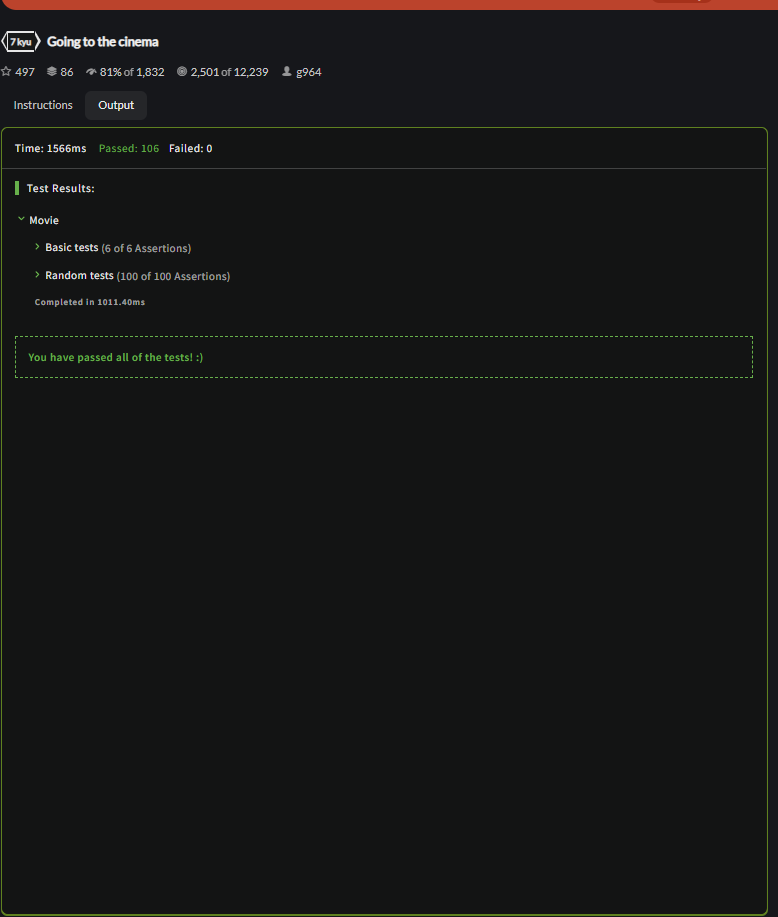 7 kyu Going to the cinema
497 86 81% of 1,832 2,501 of 12,239 g964
Instructions Output
Time: 1566ms Passed: 106 Failed: 0
Test Results:
Movie
Basic tests (6 of 6 Assertions)
Random tests (100 of 100 Assertions)
Completed in 1011.40ms
You have passed all of the tests! :)